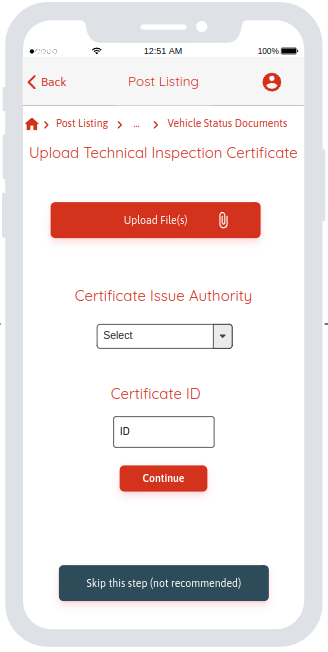 12:51 AM
100%
Back
Post Listing
Post Listing
...
Vehicle Status Documents
Upload Technical Inspection Certificate
Upload File(s)
Certificate Issue Authority
Select
Certificate ID
ID
Continue
Skip this step (not recommended)